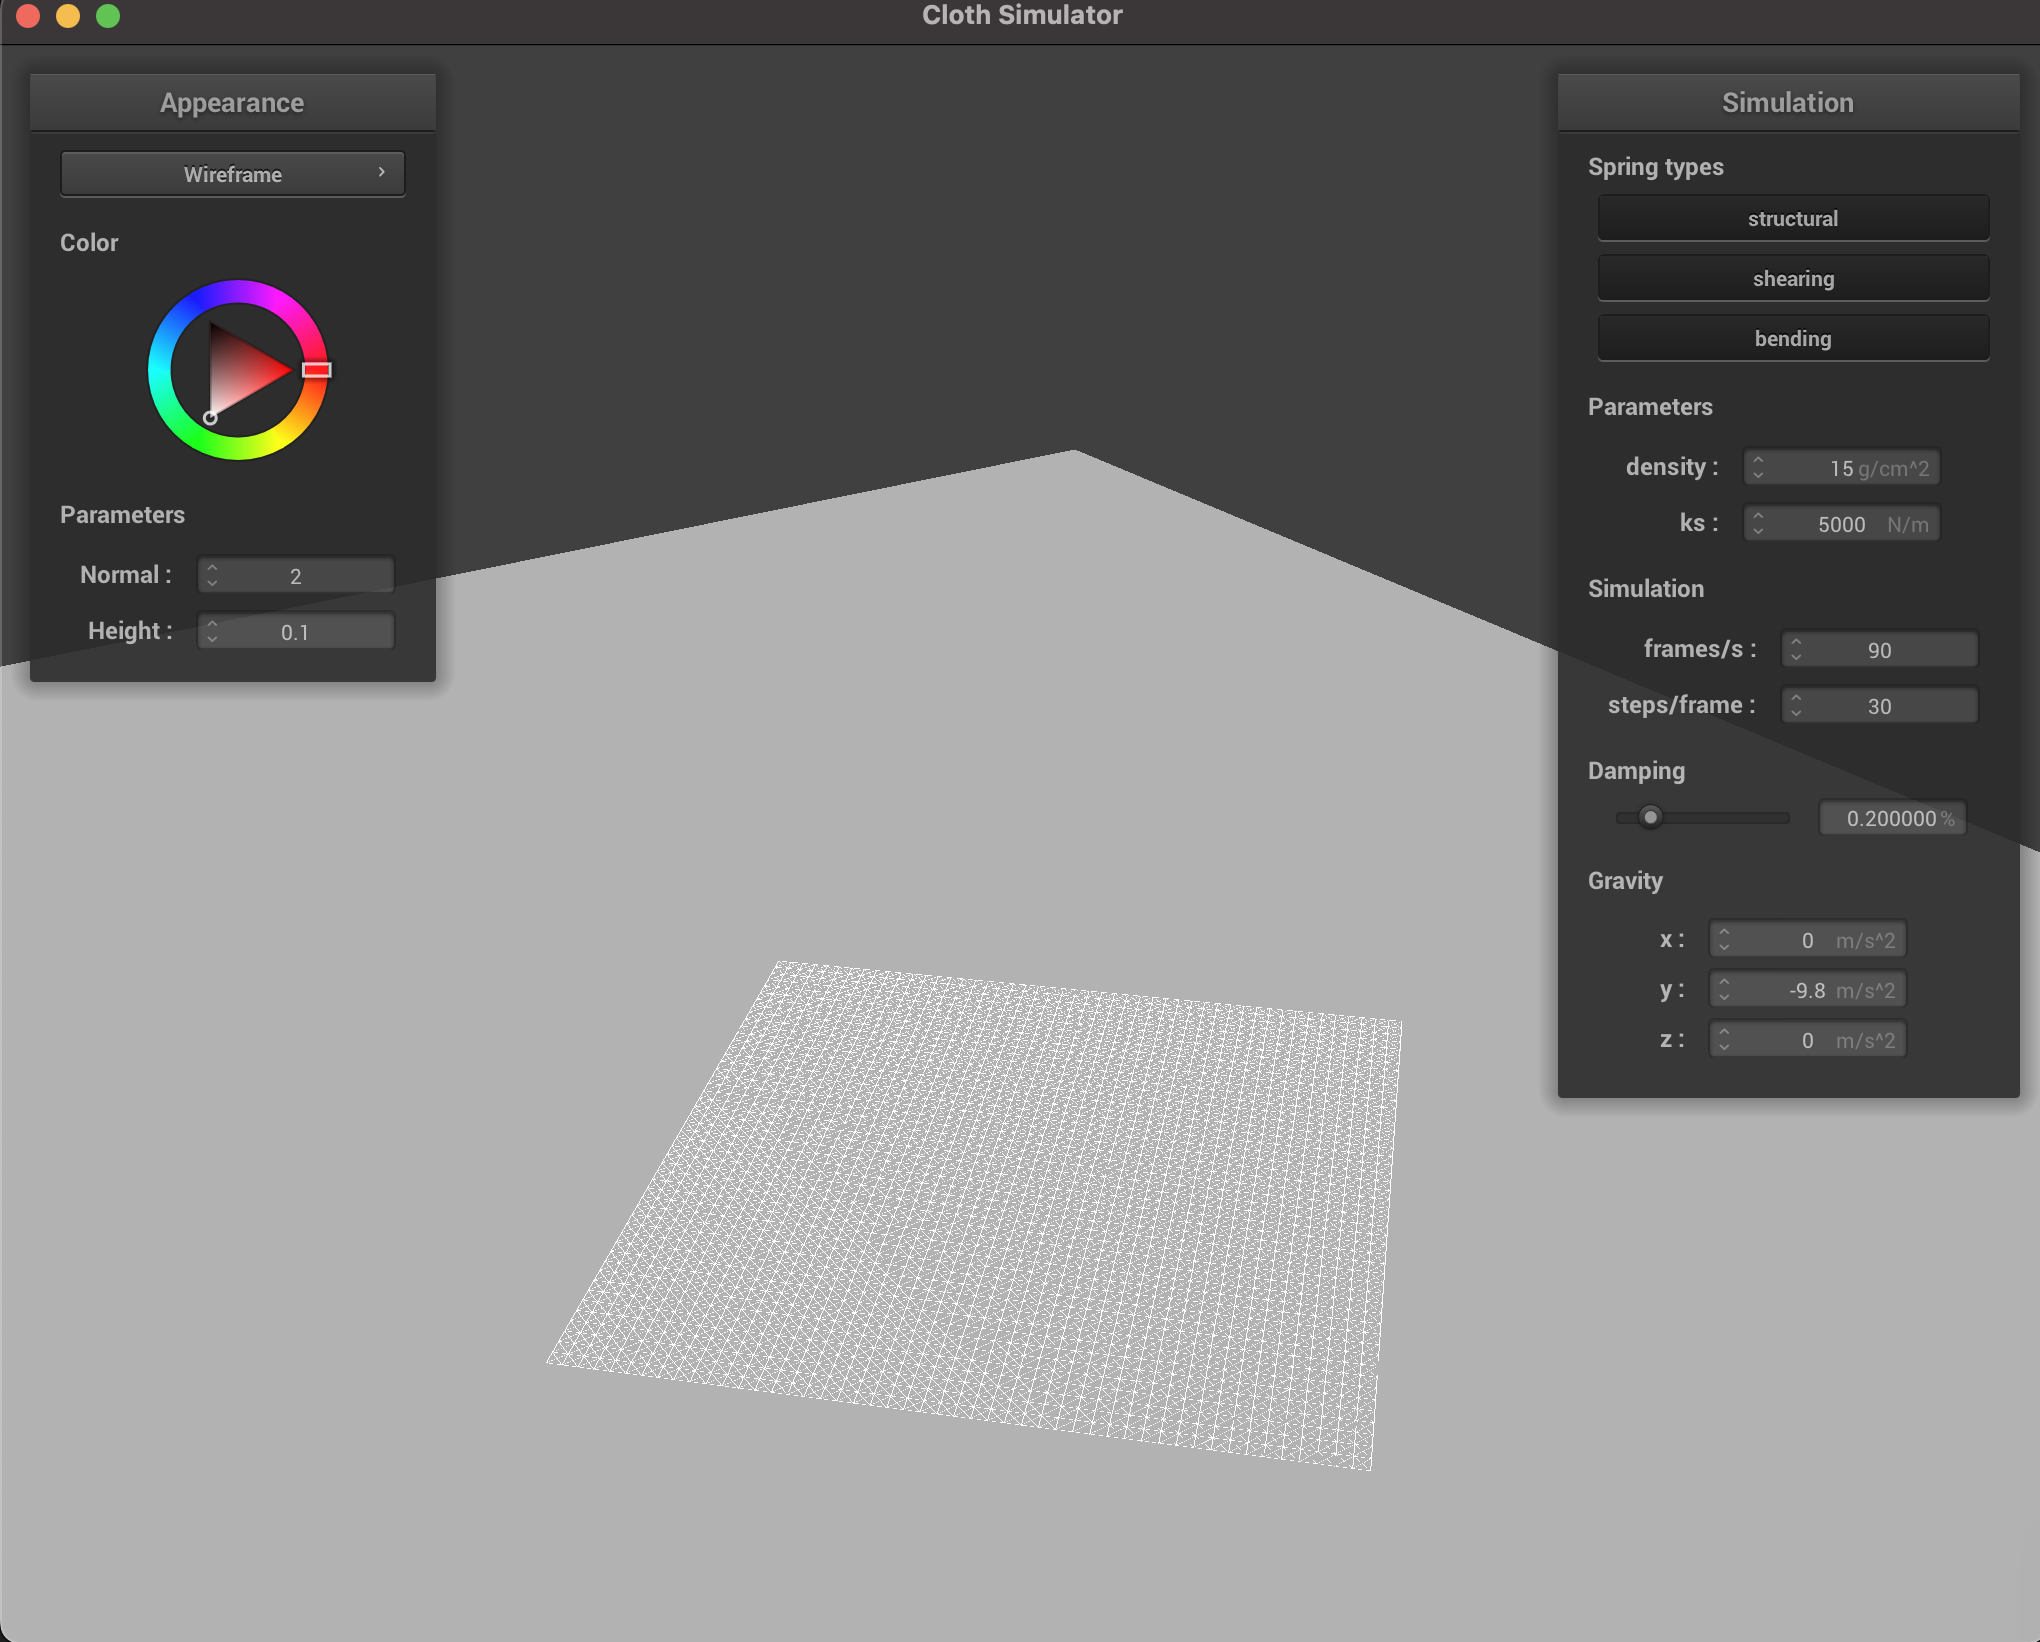 Cloth Simulator
Appearance
Wireframe ›
Color
Parameters
Normal : 2
Height : 0.1
Simulation
Spring types
structural
shearing
bending
Parameters
density : 15 g/cm^2
ks : 5000 N/m
Simulation
frames/s : 90
steps/frame : 30
Damping
0.200000 %
Gravity
x : 0 m/s^2
y : -9.8 m/s^2
z : 0 m/s^2